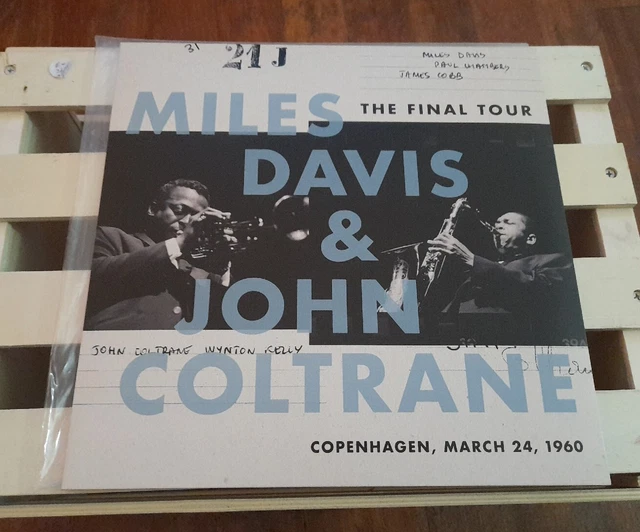 31
21 J
MILES DAVIS
PAUL CHAMBERS
JAMES COBB
MILES
THE FINAL TOUR
DAVIS
&
JOHN
JOHN COLTRANE WYNTON KELLY
39A
COLTRANE
COPENHAGEN, MARCH 24, 1960